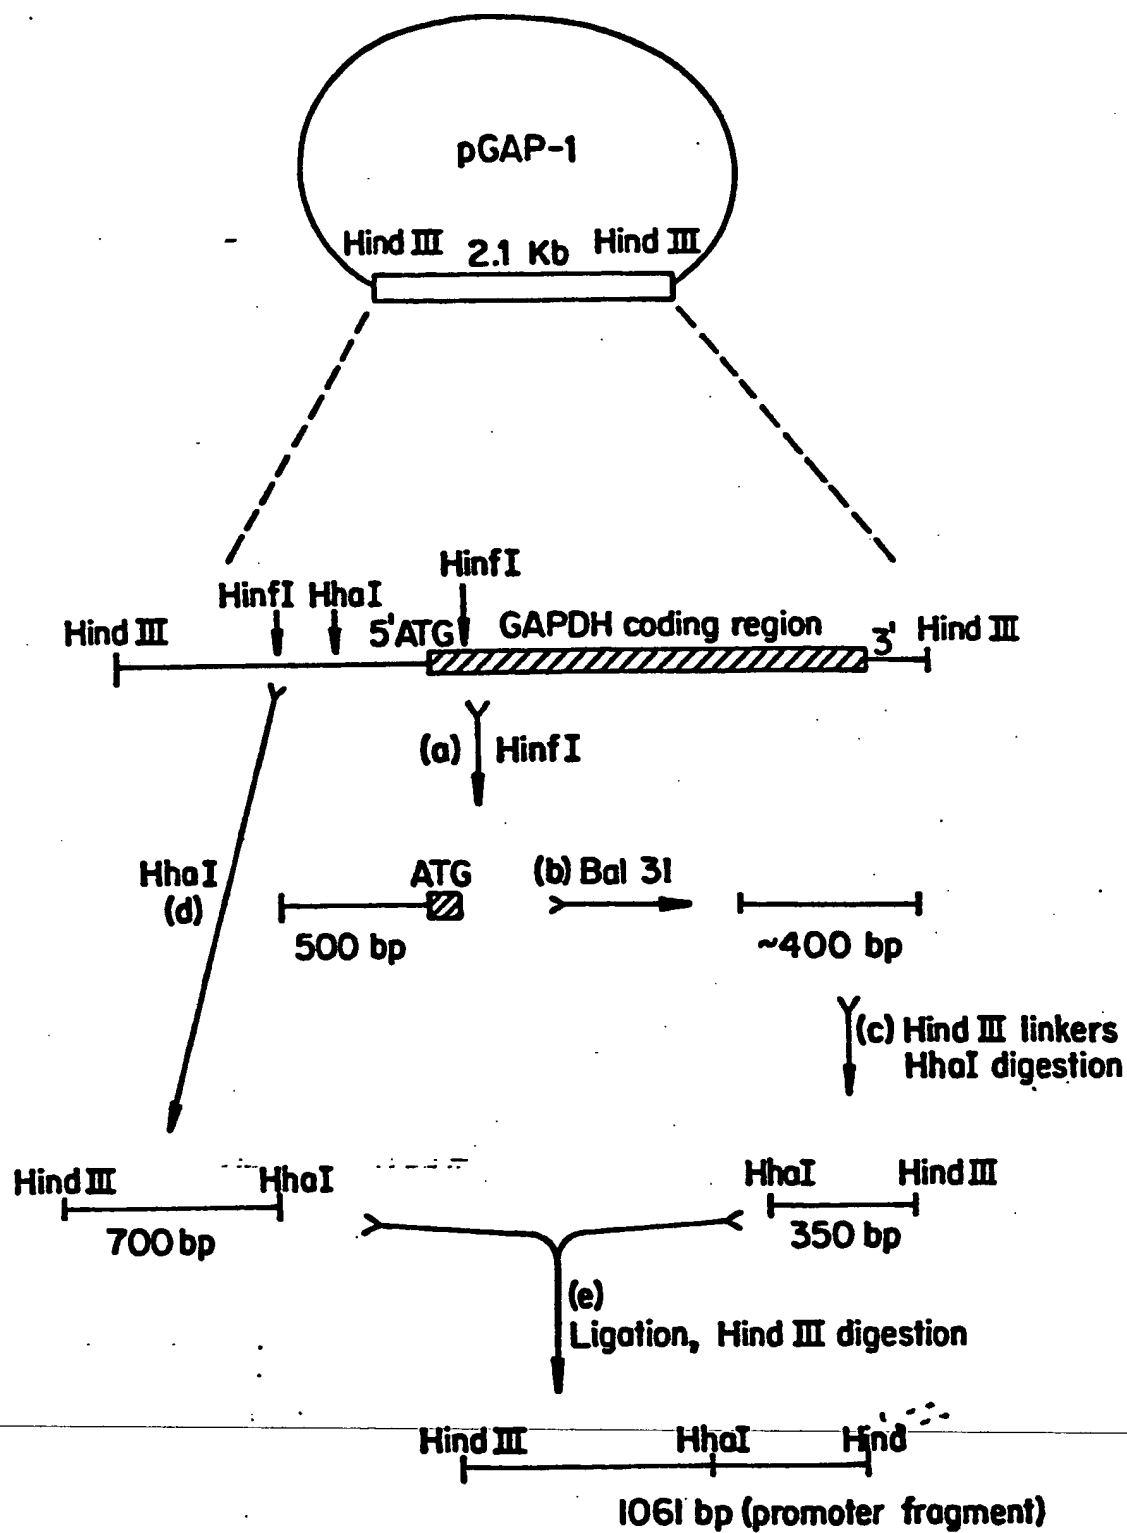 pGAP-1
Hind III 2.1 Kb Hind III
HinfI
HinfI HhaI
Hind III 5' ATG GAPDH coding region 3' Hind III
(a) HinfI
HhaI
(d)
ATG
500 bp
(b) Bal 31
~400 bp
(c) Hind III linkers
HhaI digestion
Hind III HhaI
700 bp
HhaI Hind III
350 bp
(e)
Ligation, Hind III digestion
Hind III HhaI Hind
1061 bp (promoter fragment)